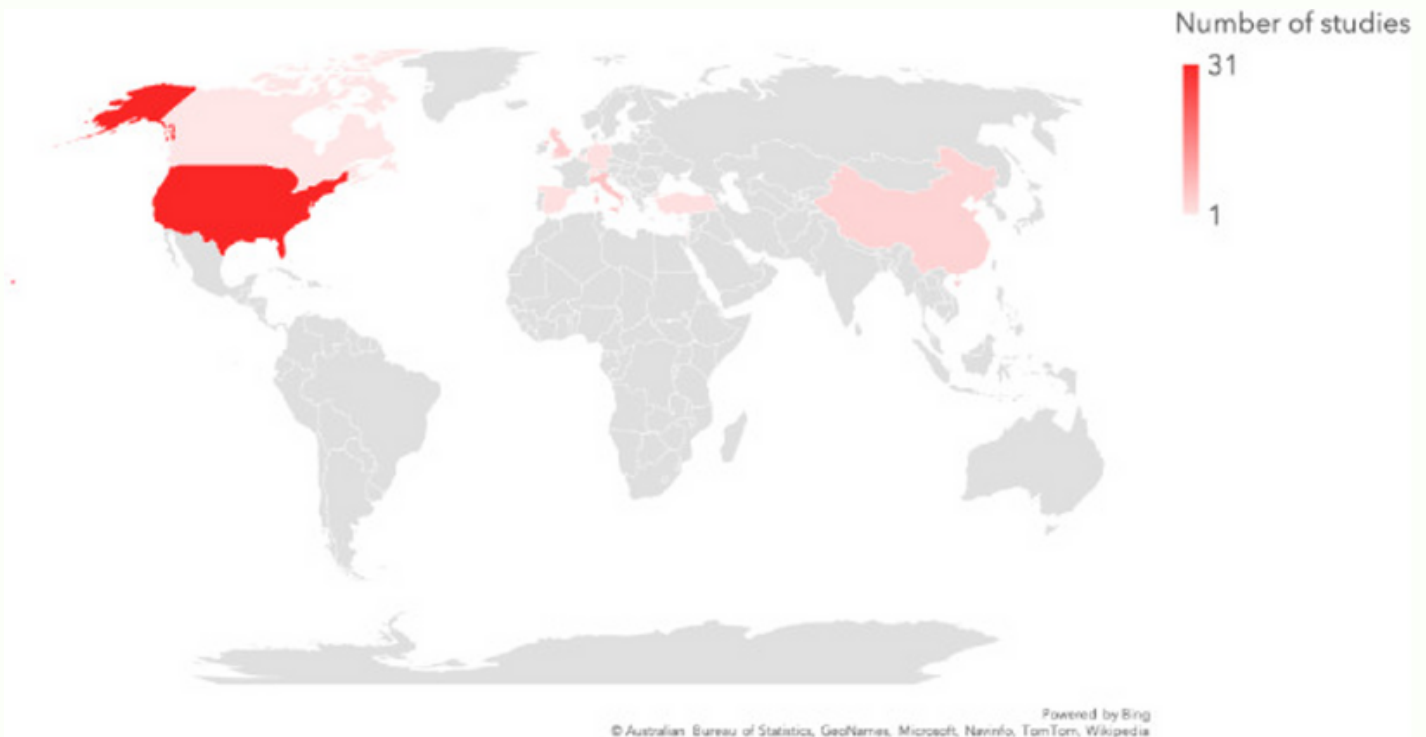 Number of studies
31
1
Powered by Bing
© Australian Bureau of Statistics, GeoNames, Microsoft, Navinfo, TomTom, Wikipedia